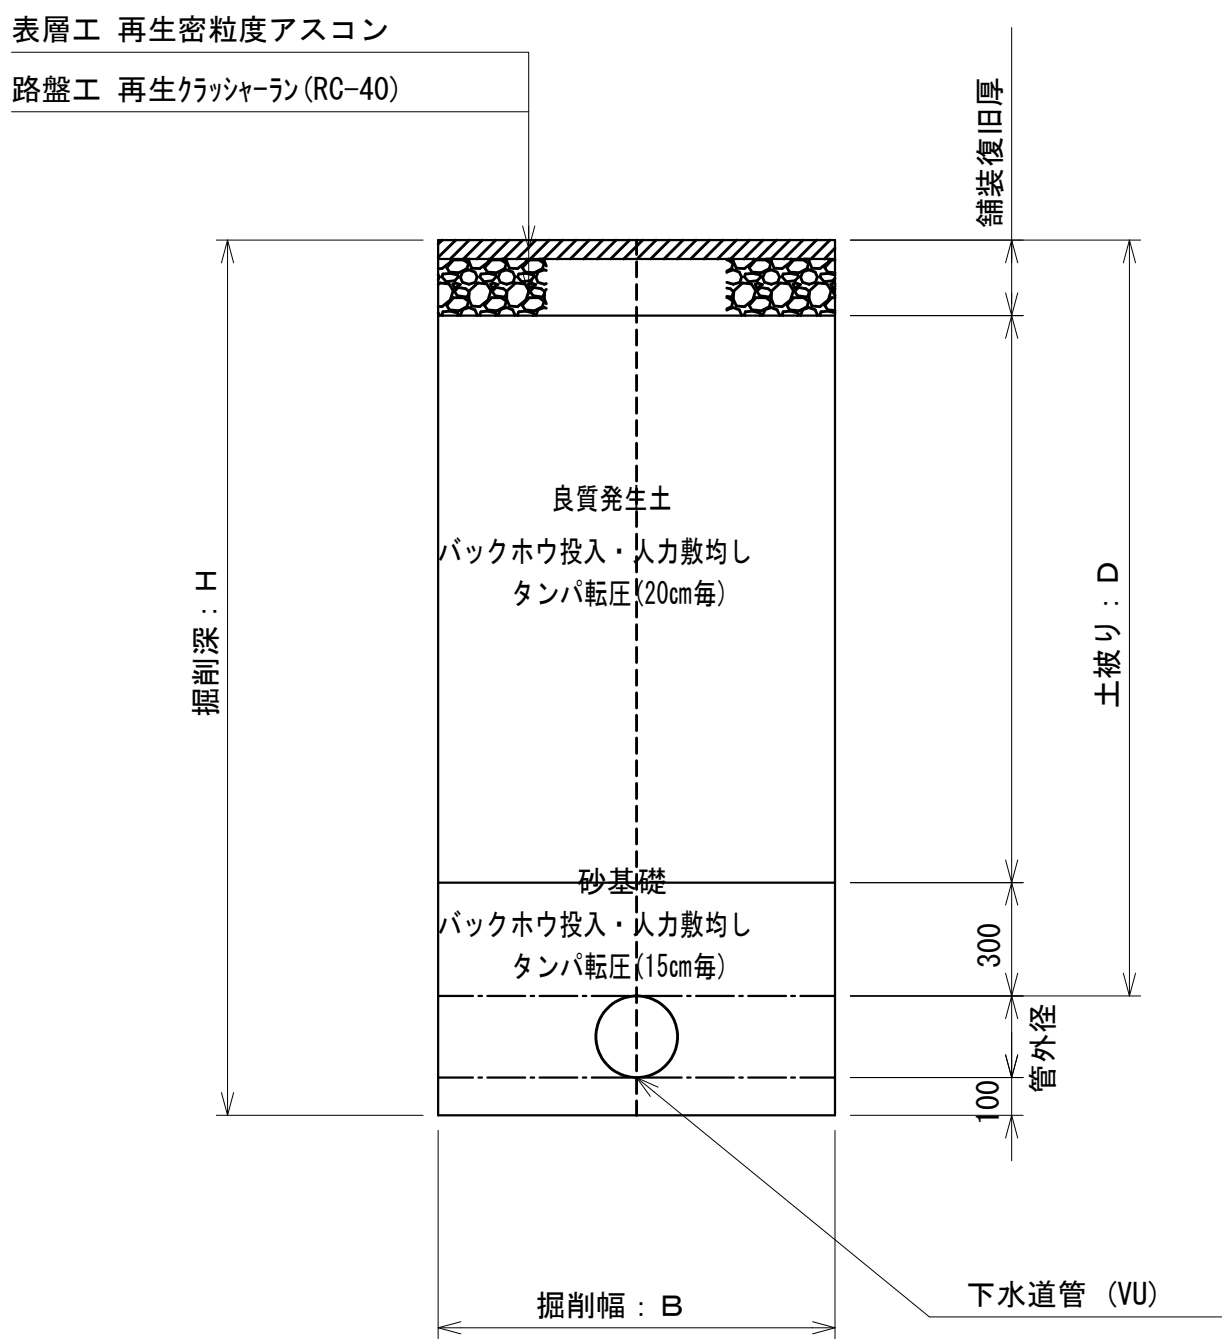 表層工 再生密粒度アスコン
路盤工 再生ｸﾗｯｼｬｰﾗﾝ(RC-40)
舗装復旧厚
良質発生土
バックホウ投入・人力敷均し
タンパ転圧(20cm毎)
掘削深：H
土被り：D
砂基礎
バックホウ投入・人力敷均し
タンパ転圧(15cm毎)
300
管外径
100
下水道管 (VU)
掘削幅：B